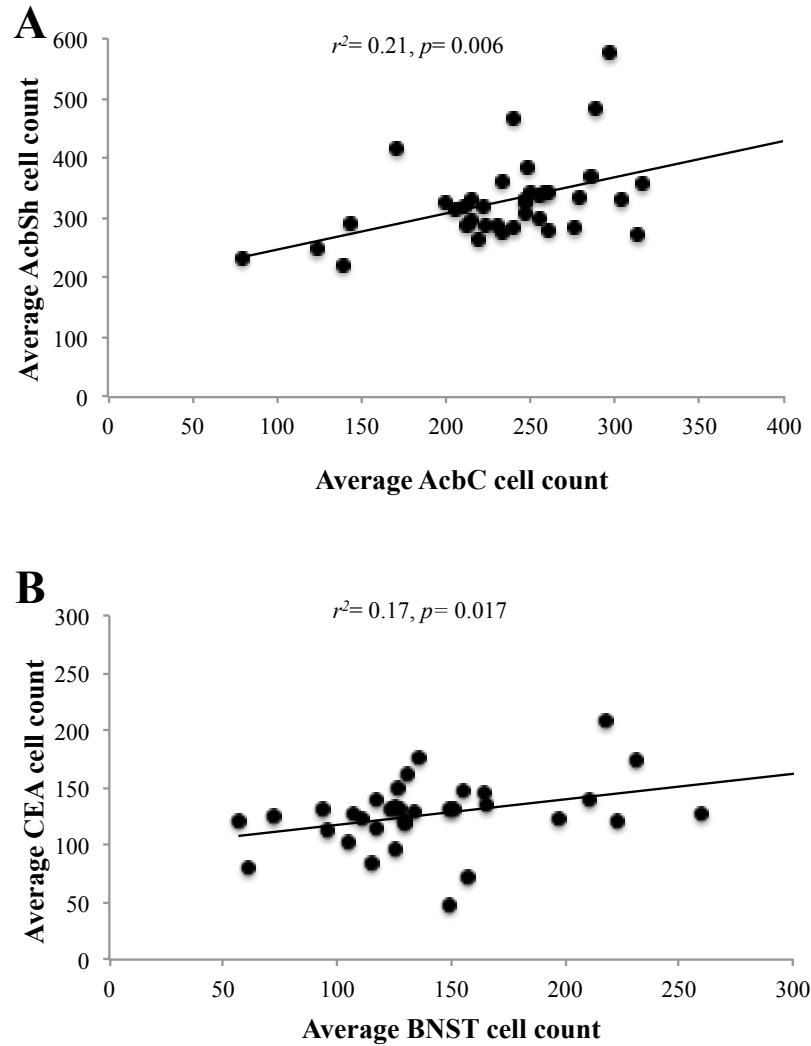 A
r²= 0.21, p= 0.006
600
500
400
300
200
100
0
Average AcbSh cell count
0 50 100 150 200 250 300 350 400
Average AcbC cell count
B
r²= 0.17, p= 0.017
300
250
200
150
100
50
0
Average CEA cell count
0 50 100 150 200 250 300
Average BNST cell count